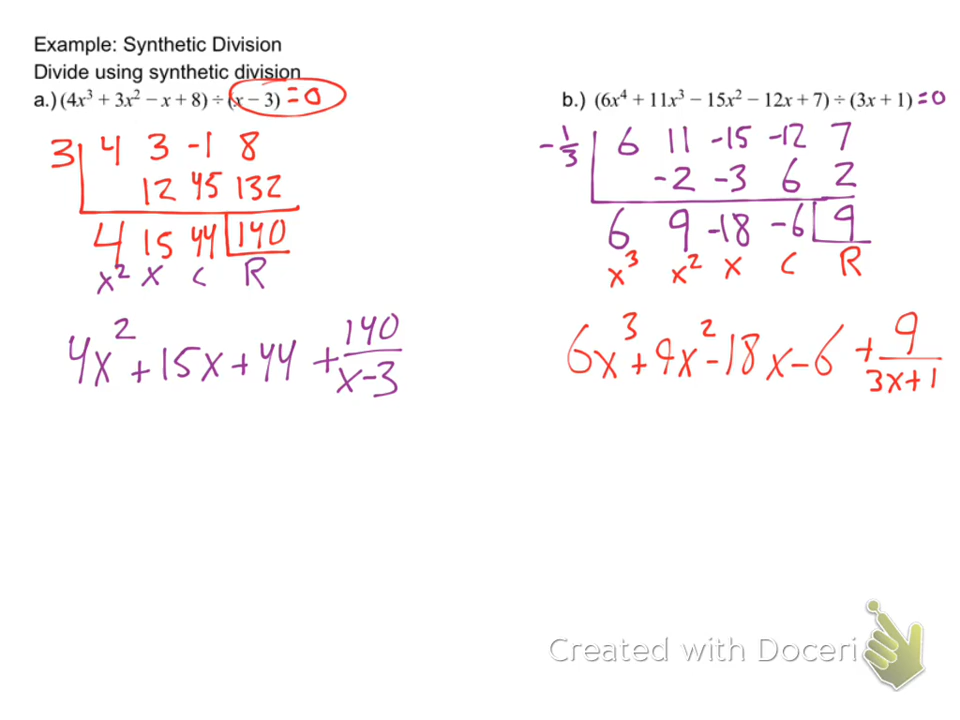 Example: Synthetic Division
Divide using synthetic division
a.) (4x³ + 3x² − x + 8) ÷ (x − 3) = 0
3 4 3 -1 8
12 45 132
4 15 44 140
x² x c R
4x² + 15x + 44 + 140/(x-3)
b.) (6x⁴ + 11x³ − 15x² − 12x + 7) ÷ (3x + 1) = 0
-1/3 6 11 -15 -12 7
-2 -3 6 2
6 9 -18 -6 9
x³ x² x c R
6x³ + 9x² - 18x - 6 + 9/(3x+1)
Created with Doceri